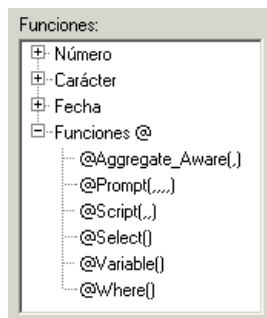 Funciones:
Número
Carácter
Fecha
Funciones @
@Aggregate_Aware(,)
@Prompt(,,,,)
@Script(,,)
@Select()
@Variable()
@Where()